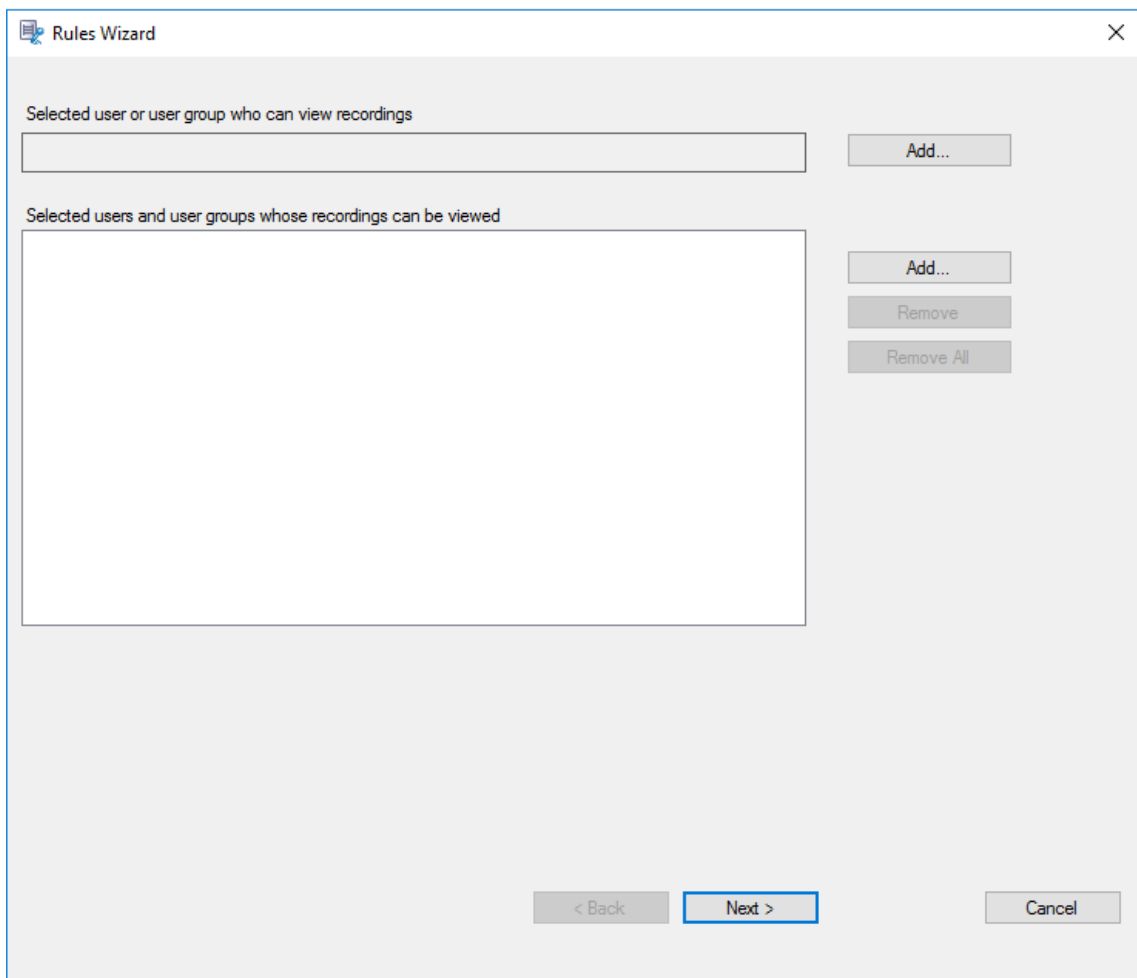 Rules Wizard
Selected user or user group who can view recordings
Add...
Selected users and user groups whose recordings can be viewed
Add...
Remove
Remove All
< Back
Next >
Cancel